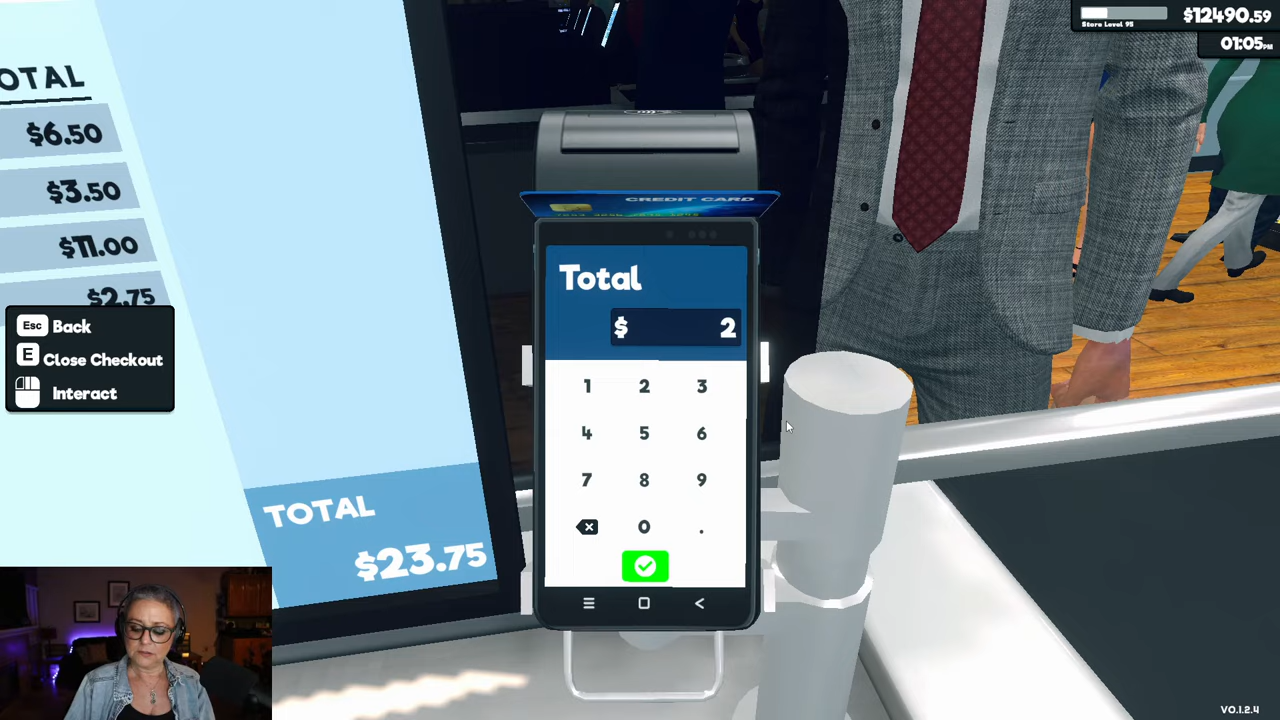 $12490.59
Store Level 95
01:05PM
OTAL
$6.50
$3.50
$11.00
$2.75
Esc Back
E Close Checkout
Interact
TOTAL
$23.75
CREDIT CARD
Total
$ 2
1 2 3
4 5 6
7 8 9
0 .
V0.1.2.4